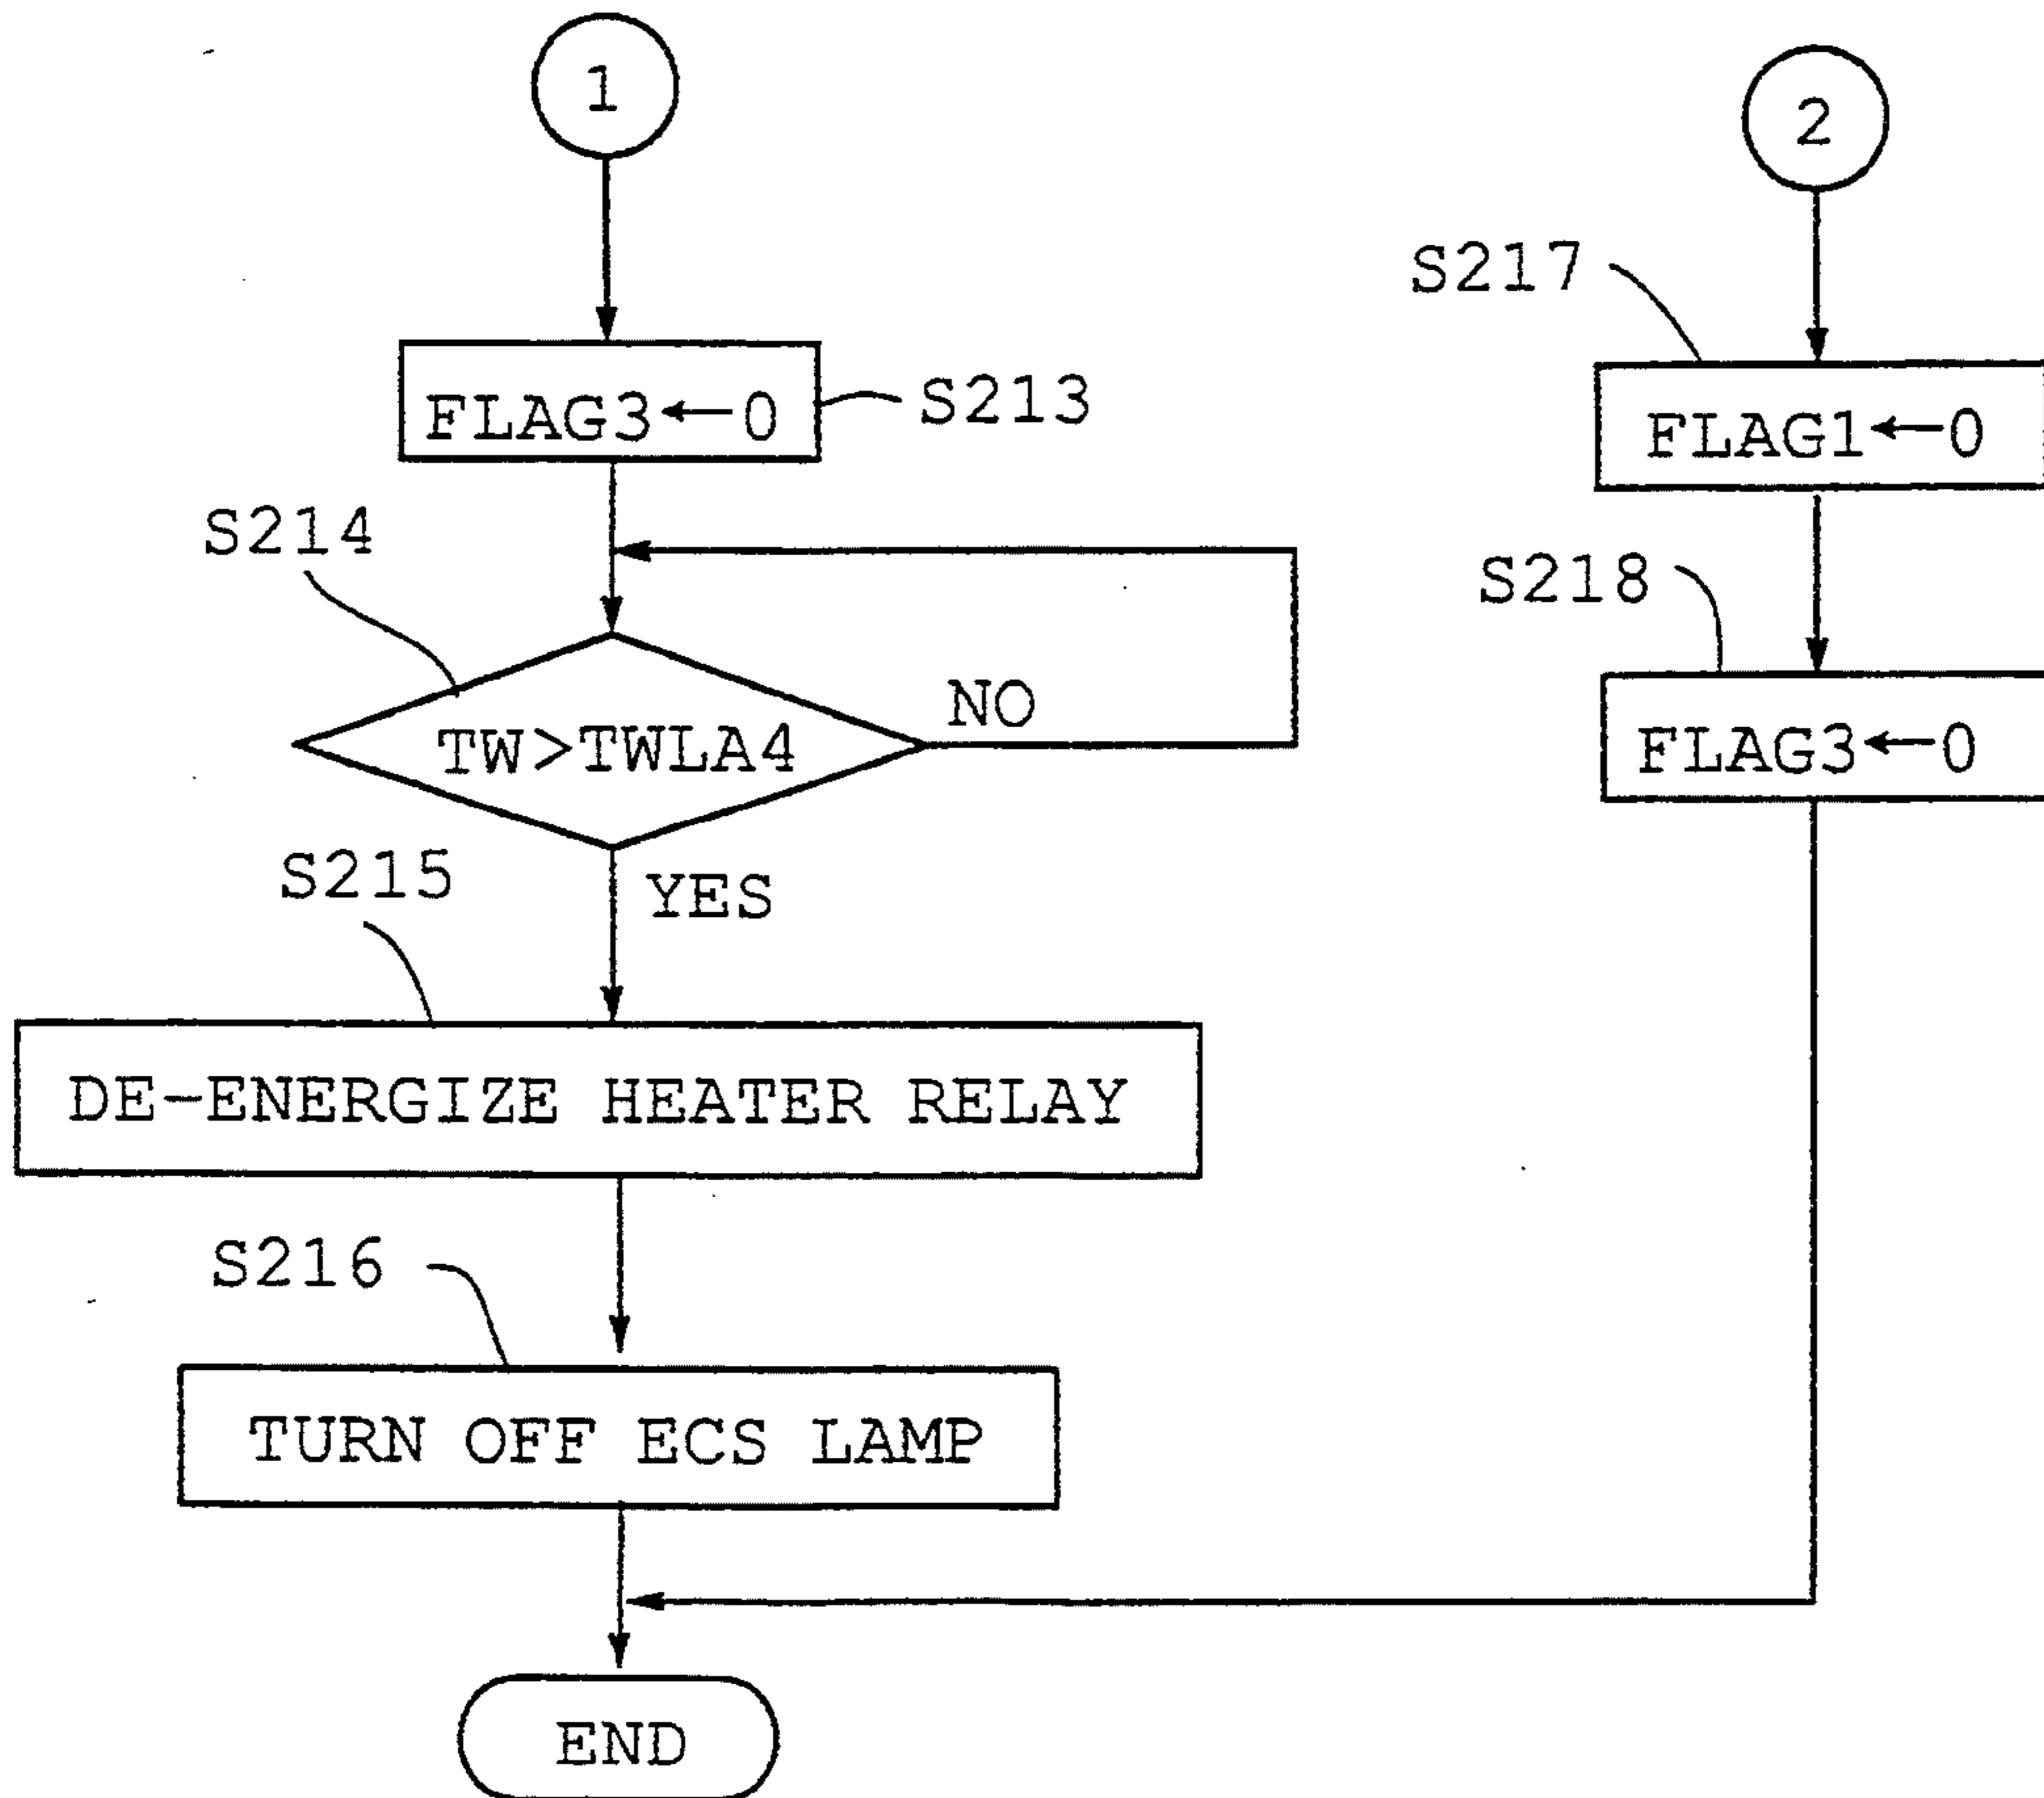 1
FLAG3←0
S213
S214
TW>TWLA4
NO
YES
S215
DE-ENERGIZE HEATER RELAY
S216
TURN OFF ECS LAMP
END
2
S217
FLAG1←0
S218
FLAG3←0